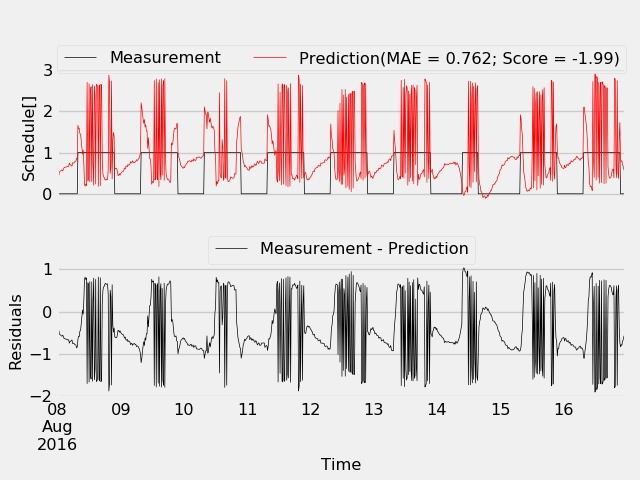 Measurement Prediction(MAE = 0.762; Score = -1.99)
3
2
1
0
Schedule[]
Measurement - Prediction
1
0
−1
−2
Residuals
08 09 10 11 12 13 14 15 16
Aug
2016
Time